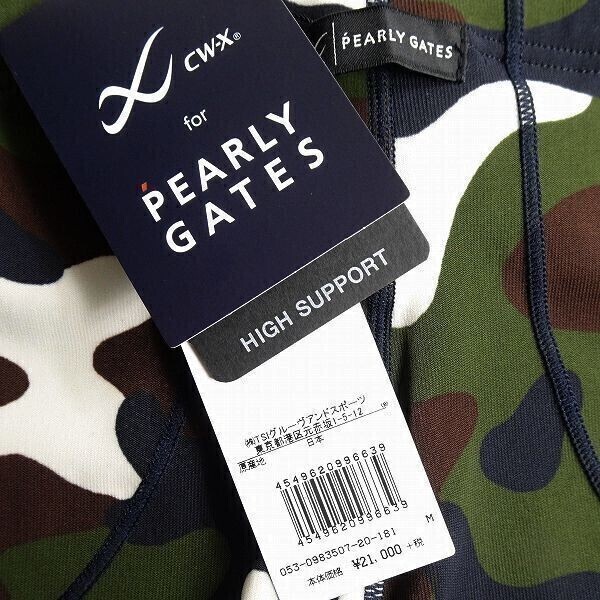 CW-X®
for
PEARLY
GATES
PEARLY GATES
HIGH SUPPORT
㈱TSIグルーヴアンドスポーツ
東京都港区元赤坂1-5-12
原産地 日本
4549620996639
4549620996639
053-0983507-20-181 M
本体価格 ¥21,000 +税